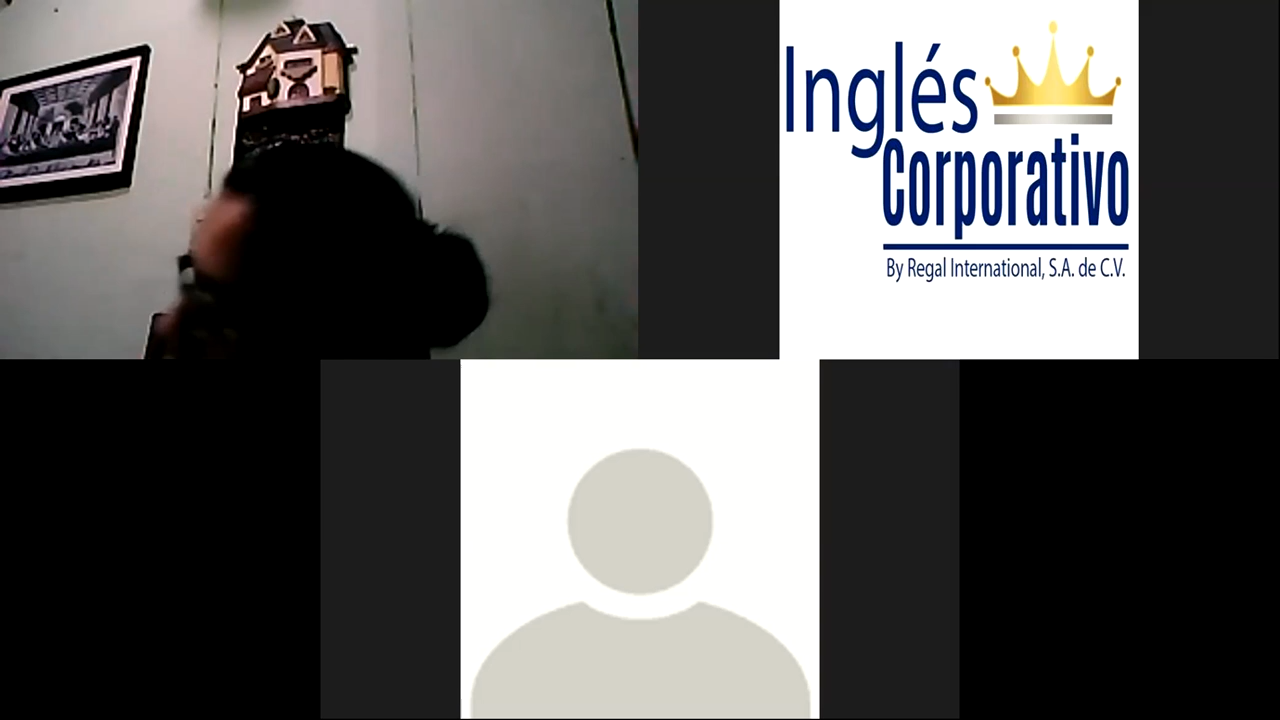 Inglés
Corporativo
By Regal International, S.A. de C.V.